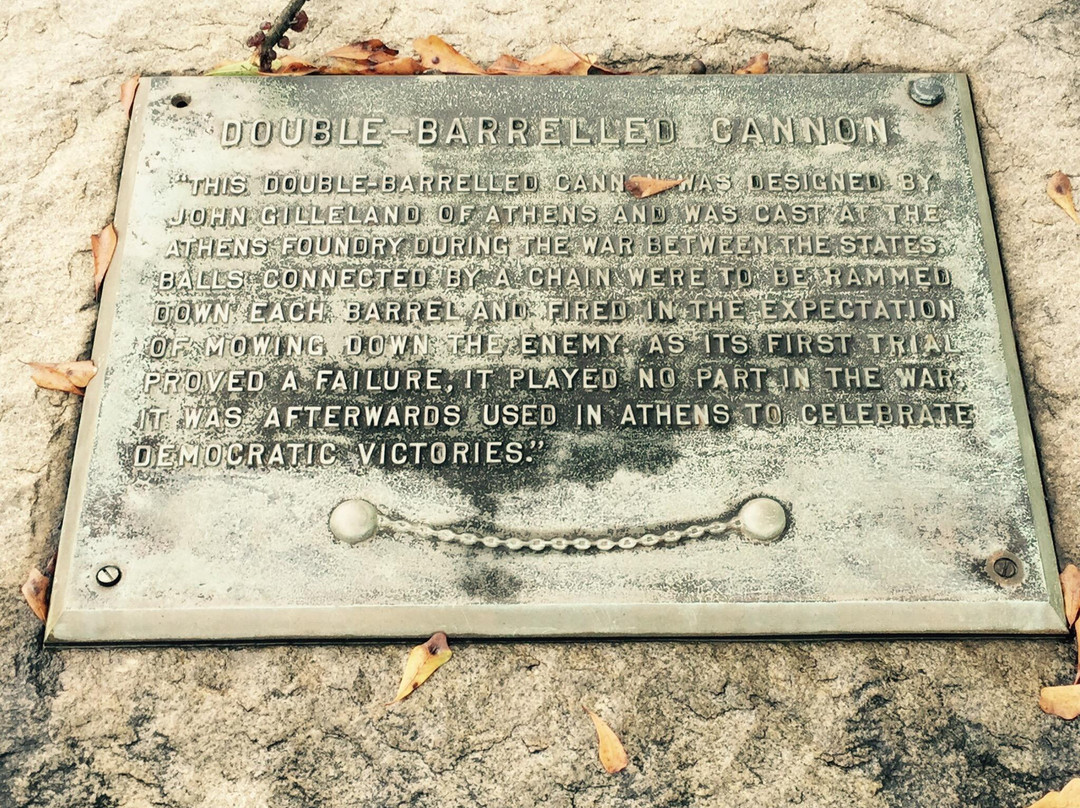 DOUBLE-BARRELLED CANNON
"THIS DOUBLE-BARRELLED CANN WAS DESIGNED BY
JOHN GILLELAND OF ATHENS AND WAS CAST AT THE
ATHENS FOUNDRY DURING THE WAR BETWEEN THE STATES.
BALLS CONNECTED BY A CHAIN WERE TO BE RAMMED
DOWN EACH BARREL AND FIRED IN THE EXPECTATION
OF MOWING DOWN THE ENEMY. AS ITS FIRST TRIAL
PROVED A FAILURE, IT PLAYED NO PART IN THE WAR.
IT WAS AFTERWARDS USED IN ATHENS TO CELEBRATE
DEMOCRATIC VICTORIES."